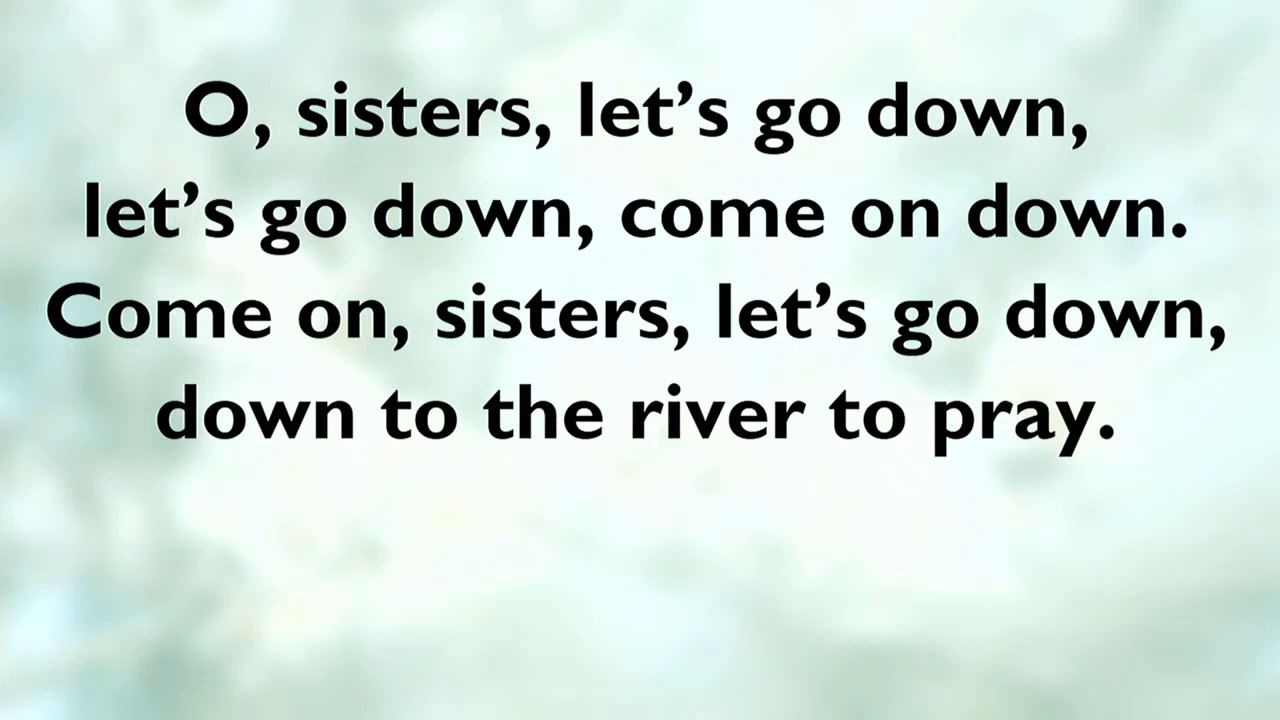 O, sisters, let’s go down,
let’s go down, come on down.
Come on, sisters, let’s go down,
down to the river to pray.